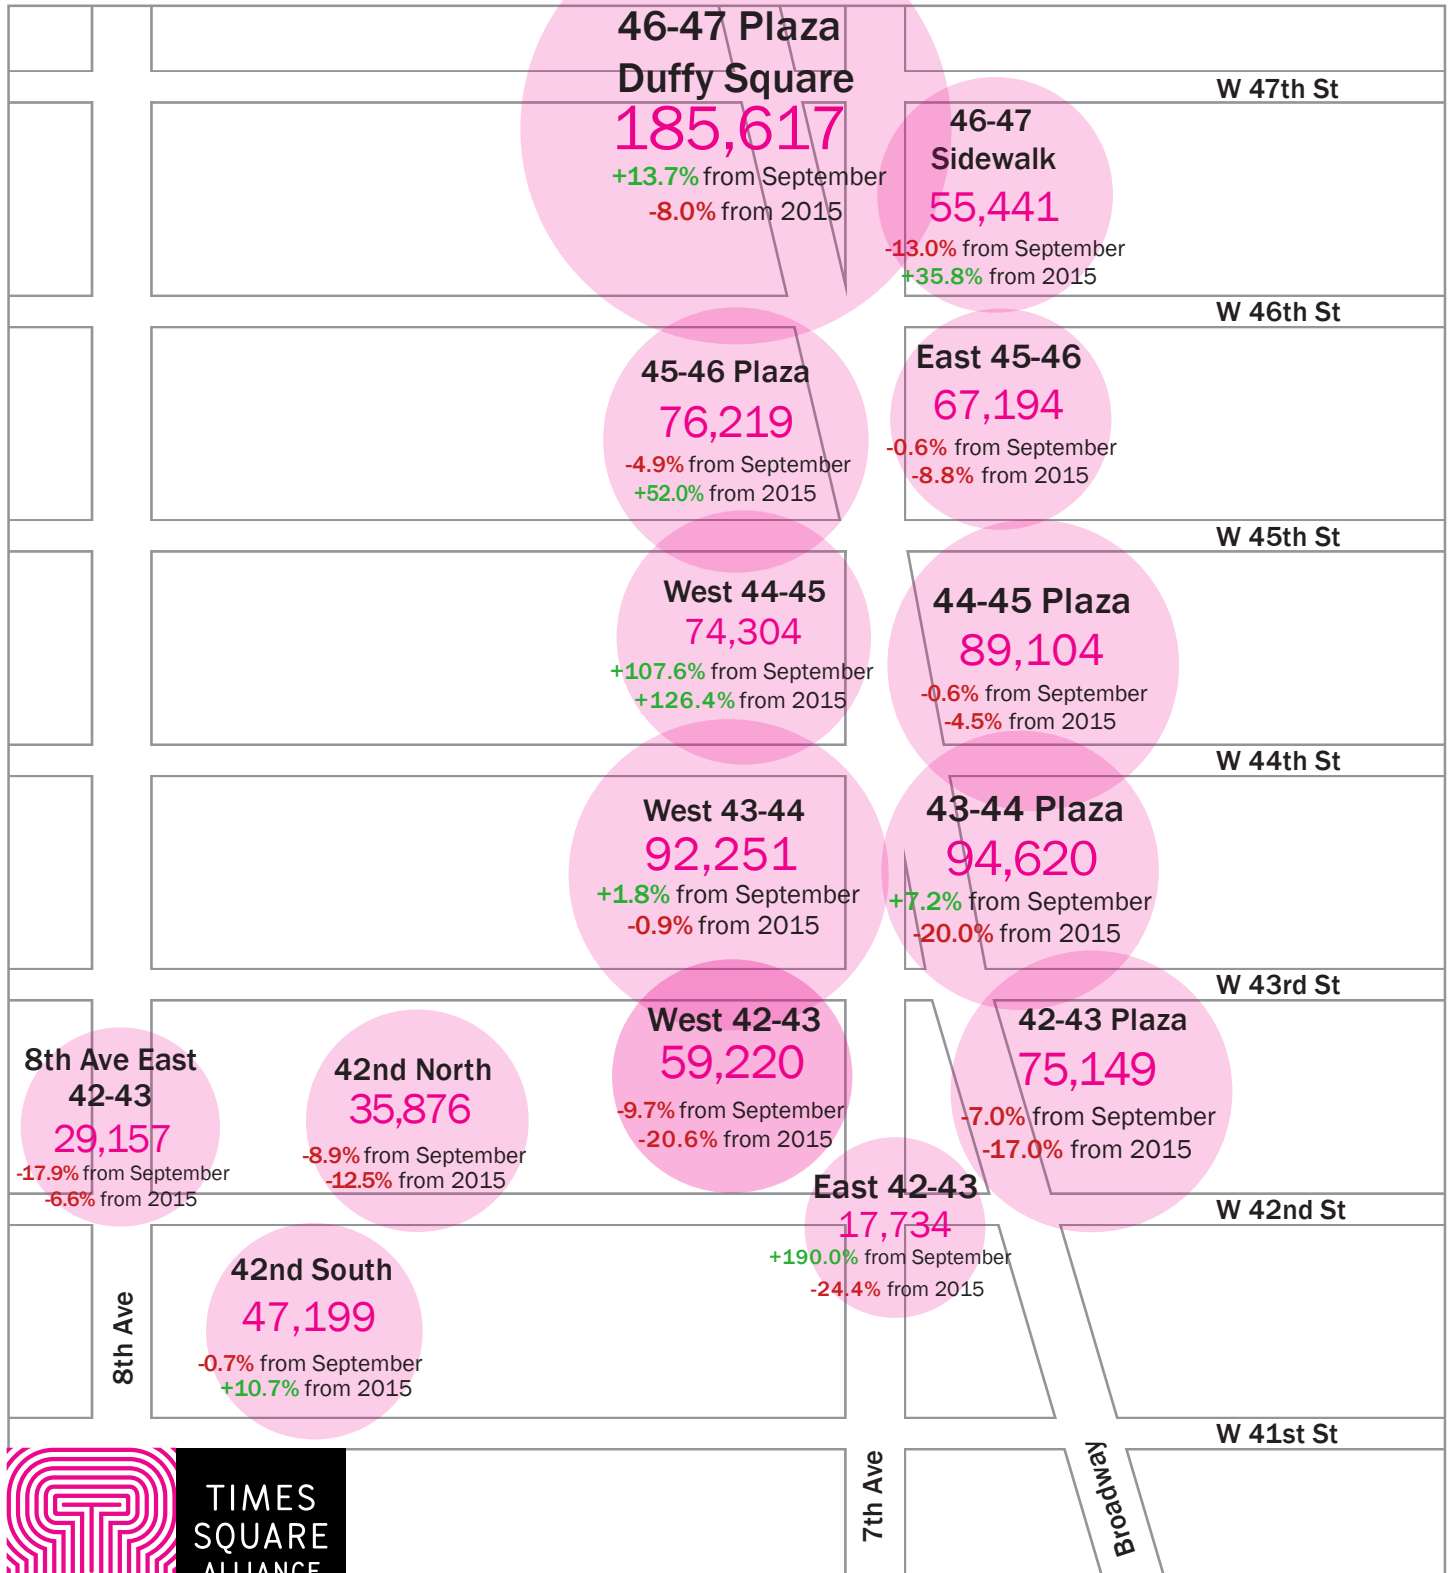 46-47 Plaza
Duffy Square
185,617
+13.7% from September
-8.0% from 2015
W 47th St
46-47
Sidewalk
55,441
-13.0% from September
+35.8% from 2015
W 46th St
45-46 Plaza
76,219
-4.9% from September
+52.0% from 2015
East 45-46
67,194
-0.6% from September
-8.8% from 2015
W 45th St
West 44-45
74,304
+107.6% from September
+126.4% from 2015
44-45 Plaza
89,104
-0.6% from September
-4.5% from 2015
W 44th St
West 43-44
92,251
+1.8% from September
-0.9% from 2015
43-44 Plaza
94,620
+7.2% from September
-20.0% from 2015
W 43rd St
8th Ave East
42-43
29,157
-17.9% from September
-6.6% from 2015
42nd North
35,876
-8.9% from September
-12.5% from 2015
West 42-43
59,220
-9.7% from September
-20.6% from 2015
42-43 Plaza
75,149
-7.0% from September
-17.0% from 2015
East 42-43
17,734
+190.0% from September
-24.4% from 2015
W 42nd St
42nd South
47,199
-0.7% from September
+10.7% from 2015
8th Ave
W 41st St
7th Ave
Broadway
TIMES
SQUARE
ALLIANCE